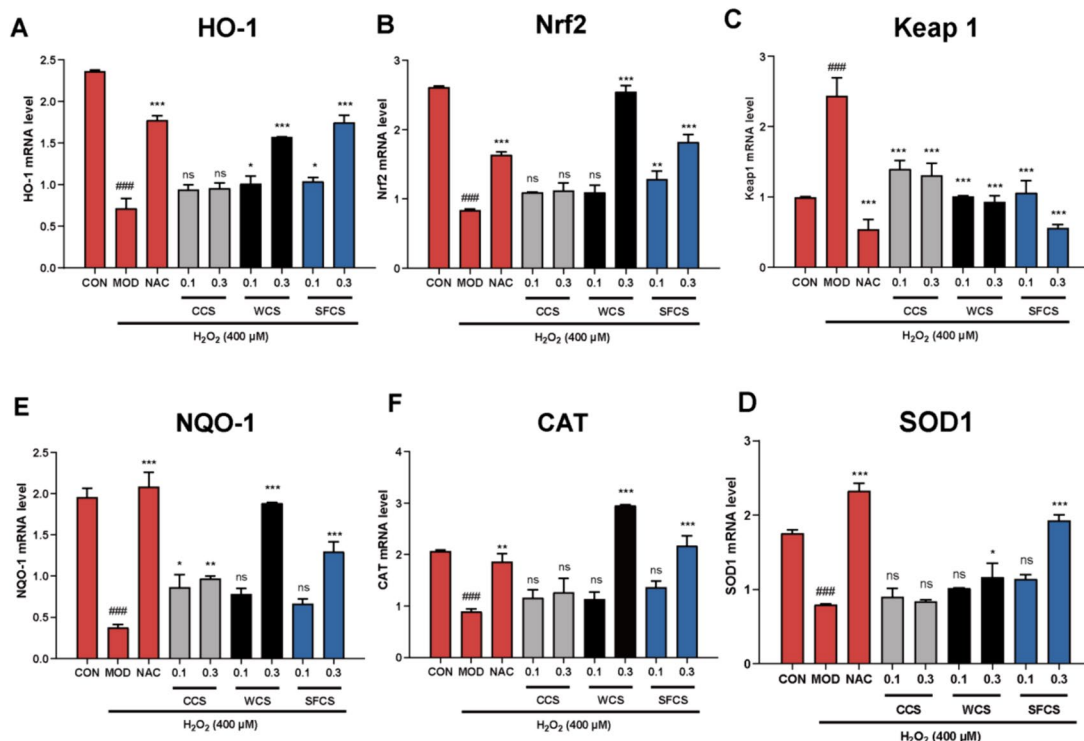 A
HO-1
HO-1 mRNA level
2.5
2.0
1.5
1.0
0.5
0.0
###
***
ns
ns
*
***
*
***
CON MOD NAC 0.1 0.3 0.1 0.3 0.1 0.3
CCS WCS SFCS
H₂O₂ (400 μM)
B
Nrf2
Nrf2 mRNA level
3
2
1
0
###
***
ns
ns
ns
***
**
***
CON MOD NAC 0.1 0.3 0.1 0.3 0.1 0.3
CCS WCS SFCS
H₂O₂ (400 μM)
C
Keap 1
Keap1 mRNA level
3
2
1
0
###
***
***
***
***
***
***
***
CON MOD NAC 0.1 0.3 0.1 0.3 0.1 0.3
CCS WCS SFCS
H₂O₂ (400 μM)
E
NQO-1
NQO-1 mRNA level
2.5
2.0
1.5
1.0
0.5
0.0
###
***
*
**
ns
***
ns
***
CON MOD NAC 0.1 0.3 0.1 0.3 0.1 0.3
CCS WCS SFCS
H₂O₂ (400 μM)
F
CAT
CAT mRNA level
4
3
2
1
0
###
**
ns
ns
ns
***
ns
***
CON MOD NAC 0.1 0.3 0.1 0.3 0.1 0.3
CCS WCS SFCS
H₂O₂ (400 μM)
D
SOD1
SOD1 mRNA level
3
2
1
0
###
***
ns
ns
ns
*
ns
***
CON MOD NAC 0.1 0.3 0.1 0.3 0.1 0.3
CCS WCS SFCS
H₂O₂ (400 μM)